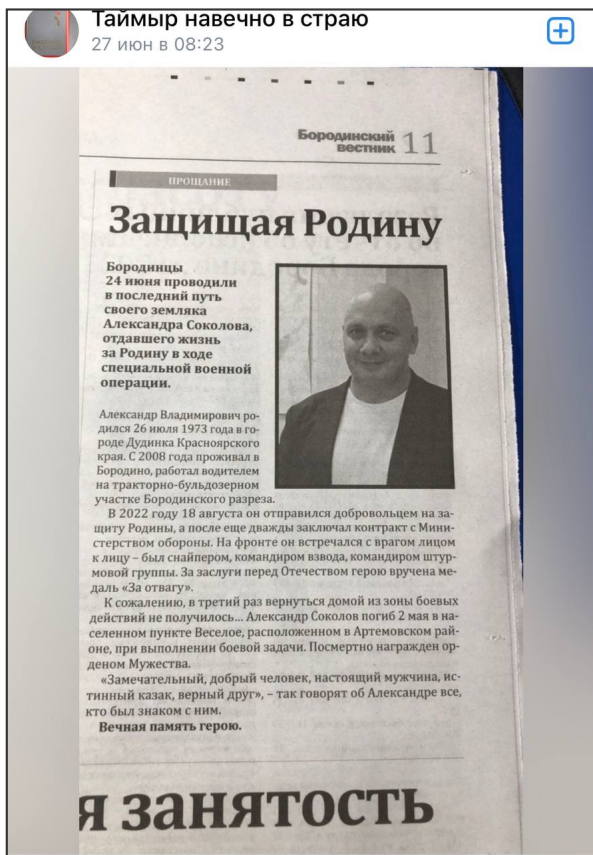 Таймыр навечно в страю
27 июн в 08:23
Бородинский
вестник 11
ПРОЩАНИЕ
Защищая Родину
Бородинцы
24 июня проводили
в последний путь
своего земляка
Александра Соколова,
отдавшего жизнь
за Родину в ходе
специальной военной
операции.
Александр Владимирович ро-
дился 26 июля 1973 года в го-
роде Дудинка Красноярского
края. С 2008 года проживал в
Бородино, работал водителем
на тракторно-бульдозерном
участке Бородинского разреза.
В 2022 году 18 августа он отправился добровольцем на за-
щиту Родины, а после еще дважды заключал контракт с Мини-
стерством обороны. На фронте он встречался с врагом лицом
к лицу – был снайпером, командиром взвода, командиром штур-
мовой группы. За заслуги перед Отечеством герою вручена ме-
даль «За отвагу».
К сожалению, в третий раз вернуться домой из зоны боевых
действий не получилось... Александр Соколов погиб 2 мая в на-
селенном пункте Веселое, расположенном в Артемовском рай-
оне, при выполнении боевой задачи. Посмертно награжден ор-
деном Мужества.
«Замечательный, добрый человек, настоящий мужчина, ис-
тинный казак, верный друг», – так говорят об Александре все,
кто был знаком с ним.
Вечная память герою.
я занятость